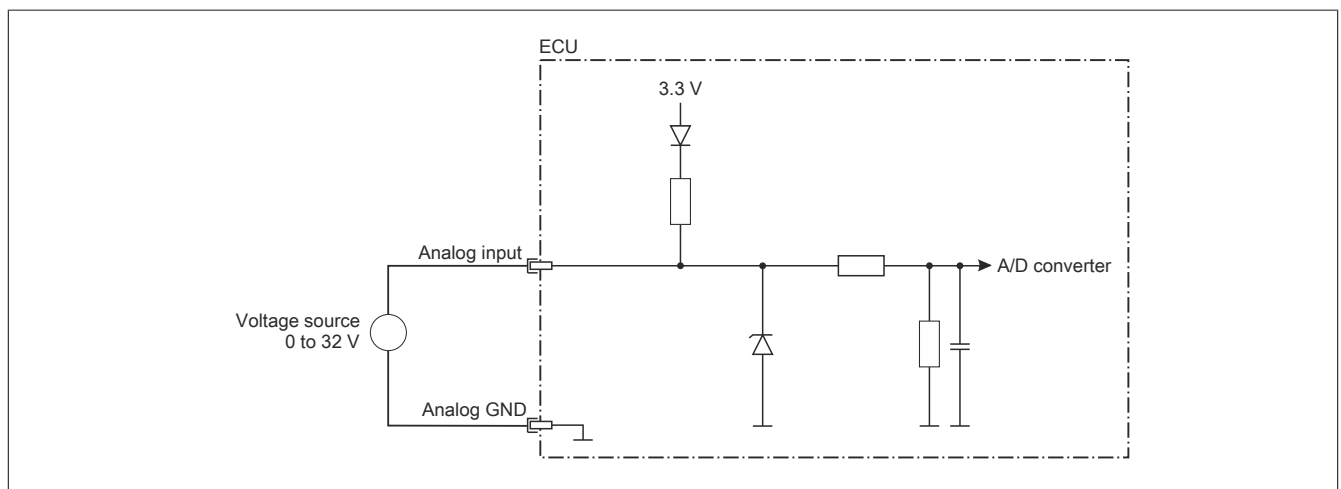 ECU
3.3 V
Analog input
A/D converter
Voltage source
0 to 32 V
Analog GND